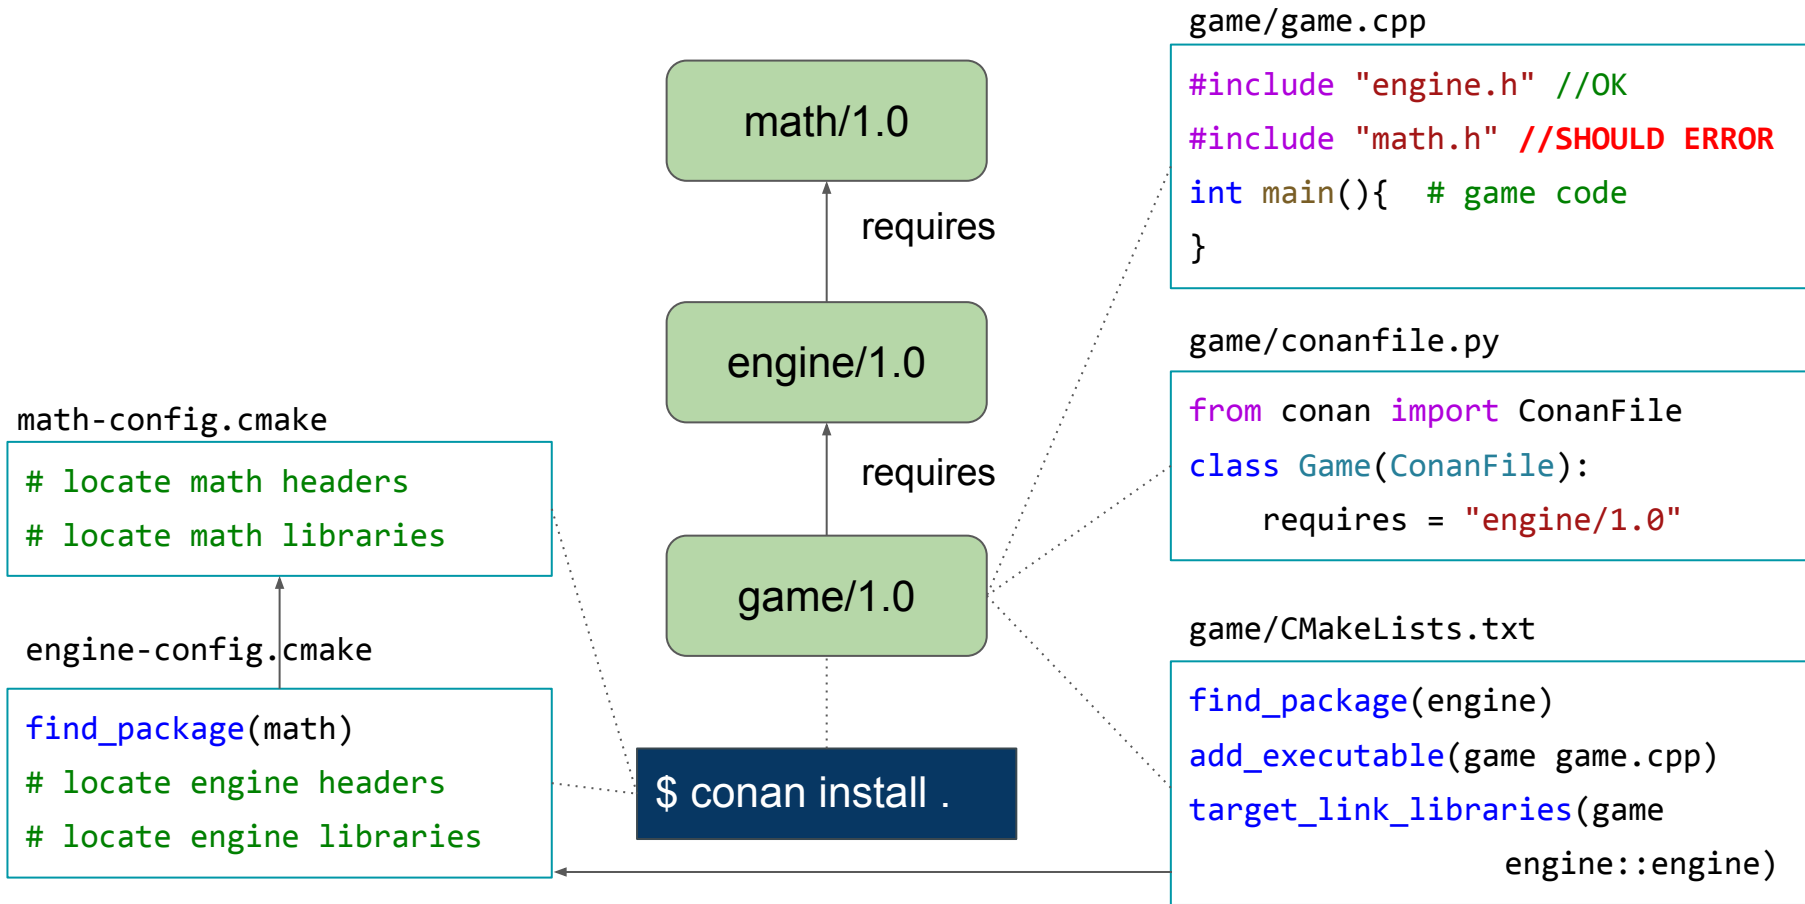 math/1.0
requires
engine/1.0
requires
game/1.0
$ conan install .
math-config.cmake
# locate math headers
# locate math libraries
engine-config.cmake
find_package(math)
# locate engine headers
# locate engine libraries
game/game.cpp
#include "engine.h" //OK
#include "math.h" //SHOULD ERROR
int main(){  # game code
}
game/conanfile.py
from conan import ConanFile
class Game(ConanFile):
    requires = "engine/1.0"
game/CMakeLists.txt
find_package(engine)
add_executable(game game.cpp)
target_link_libraries(game
                 engine::engine)